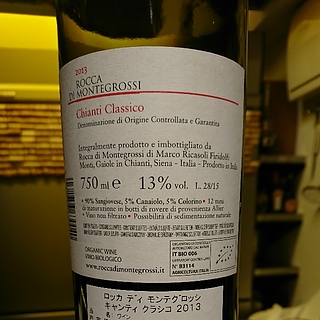 2013
ROCCA
DI MONTEGROSSI
Chianti Classico
Denominazione di Origine Controllata e Garantita
Integralmente prodotto e imbottigliato da
Rocca di Montegrossi di Marco Ricasoli Firidolfi
Monti, Gaiole in Chianti, Siena - Italia - Prodotto in Italia
750 ml e 13% vol. L. 28/15
• 90% Sangiovese, 5% Canaiolo, 5% Colorino • 12 mesi
di maturazione in botti di rovere di provenienza Allier
• Vino non filtrato • Possibilità di sedimentazione naturale
ORGANIC WINE
VINO BIOLOGICO
www.roccadimontegrossi.it
IT BIO 006
N° B3114
AGRICOLTURA ITALIA
ロッカ ディ モンテグロッシ
キャンティ クラシコ 2013